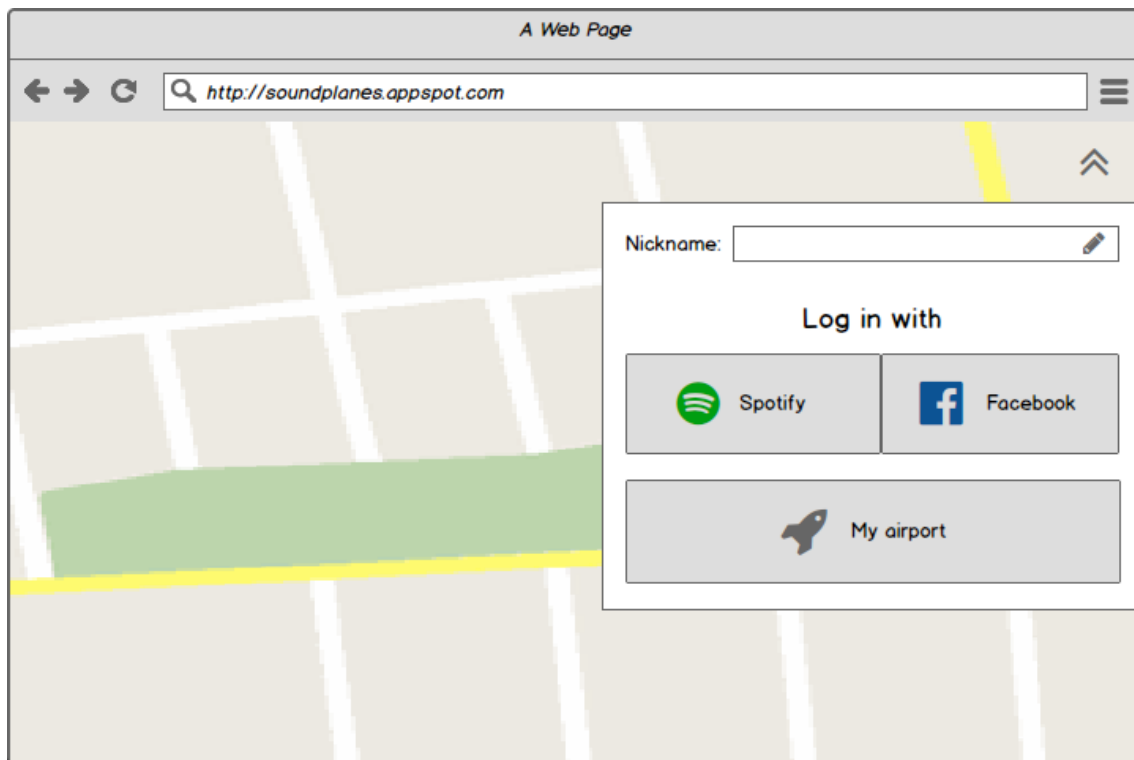 A Web Page
http://soundplanes.appspot.com
Nickname:
Log in with
Spotify
Facebook
My airport